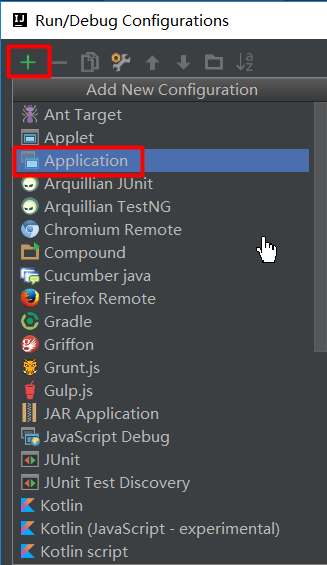 Run/Debug Configurations
Add New Configuration
Ant Target
Applet
Application
Arquillian JUnit
Arquillian TestNG
Chromium Remote
Compound
Cucumber java
Firefox Remote
Gradle
Griffon
Grunt.js
Gulp.js
JAR Application
JavaScript Debug
JUnit
JUnit Test Discovery
Kotlin
Kotlin (JavaScript - experimental)
Kotlin script